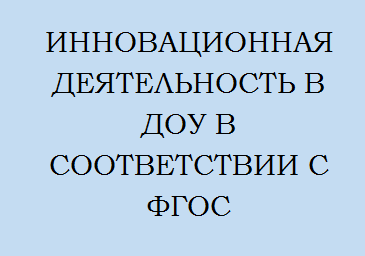 ИННОВАЦИОННАЯ
ДЕЯТЕЛЬНОСТЬ В
ДОУ В
СООТВЕТСТВИИ С
ФГОС